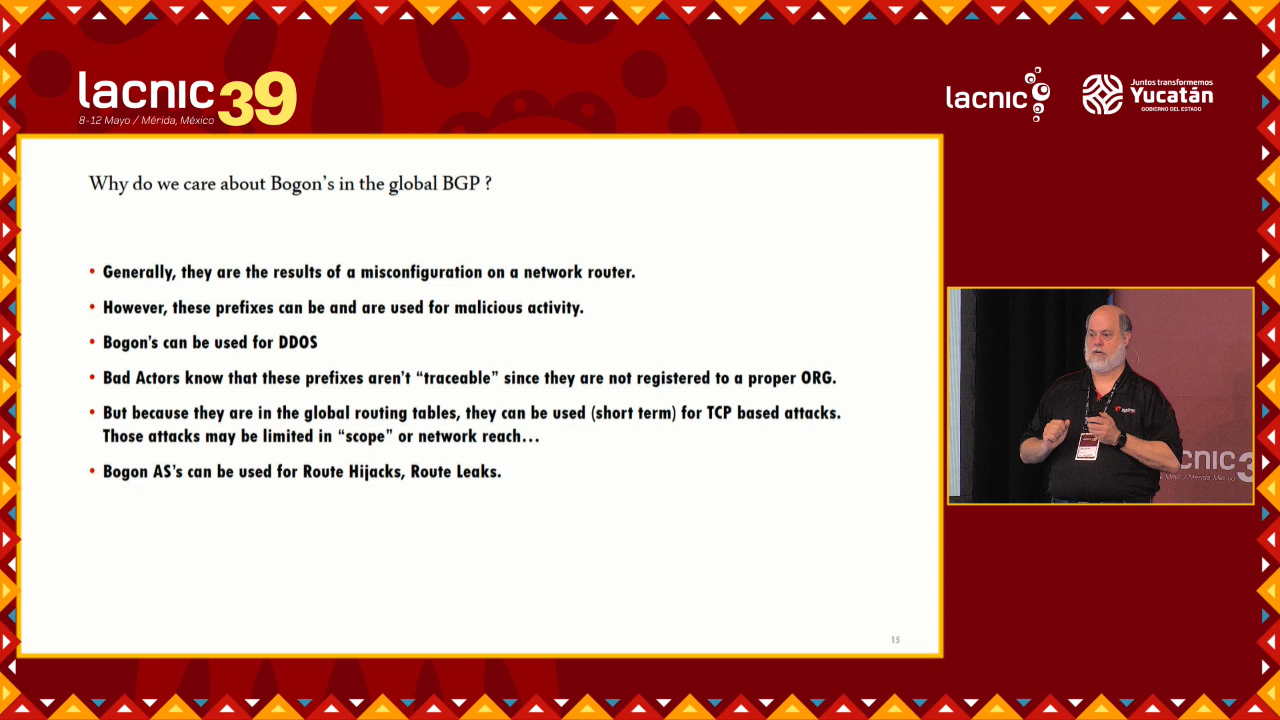 lacnic 39
8-12 Mayo / Mérida, México
lacnic
Juntos transformemos
Yucatán
GOBIERNO DEL ESTADO
Why do we care about Bogon's in the global BGP ?
• Generally, they are the results of a misconfiguration on a network router.
• However, these prefixes can be and are used for malicious activity.
• Bogon's can be used for DDOS
• Bad Actors know that these prefixes aren't “traceable” since they are not registered to a proper ORG.
• But because they are in the global routing tables, they can be used (short term) for TCP based attacks.
Those attacks may be limited in “scope” or network reach...
• Bogon AS's can be used for Route Hijacks, Route Leaks.
15
cnic 3